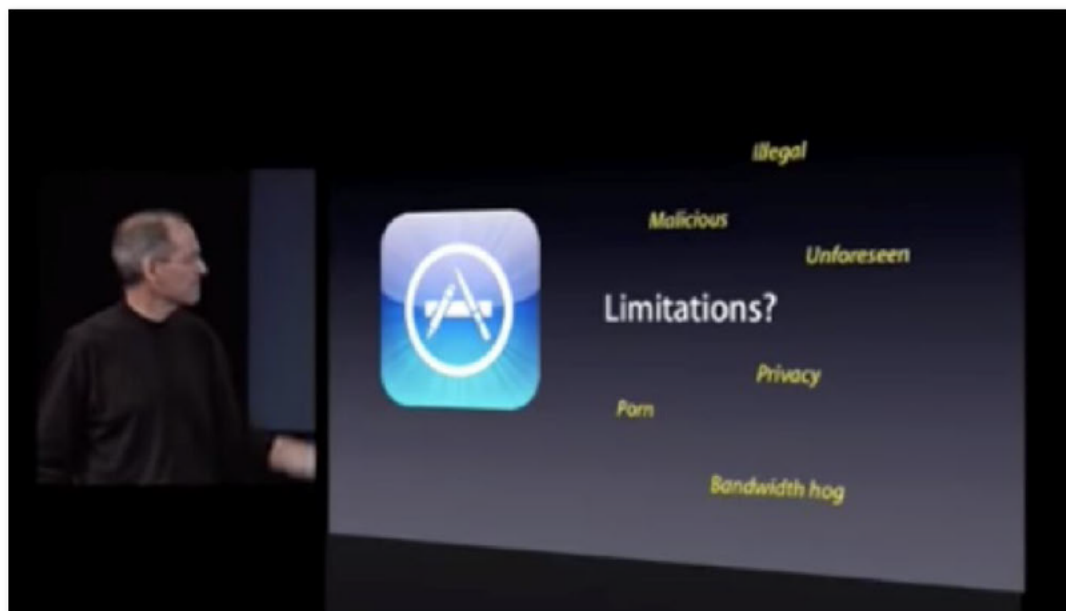 Illegal
Malicious
Unforeseen
Limitations?
Privacy
Porn
Bandwidth hog